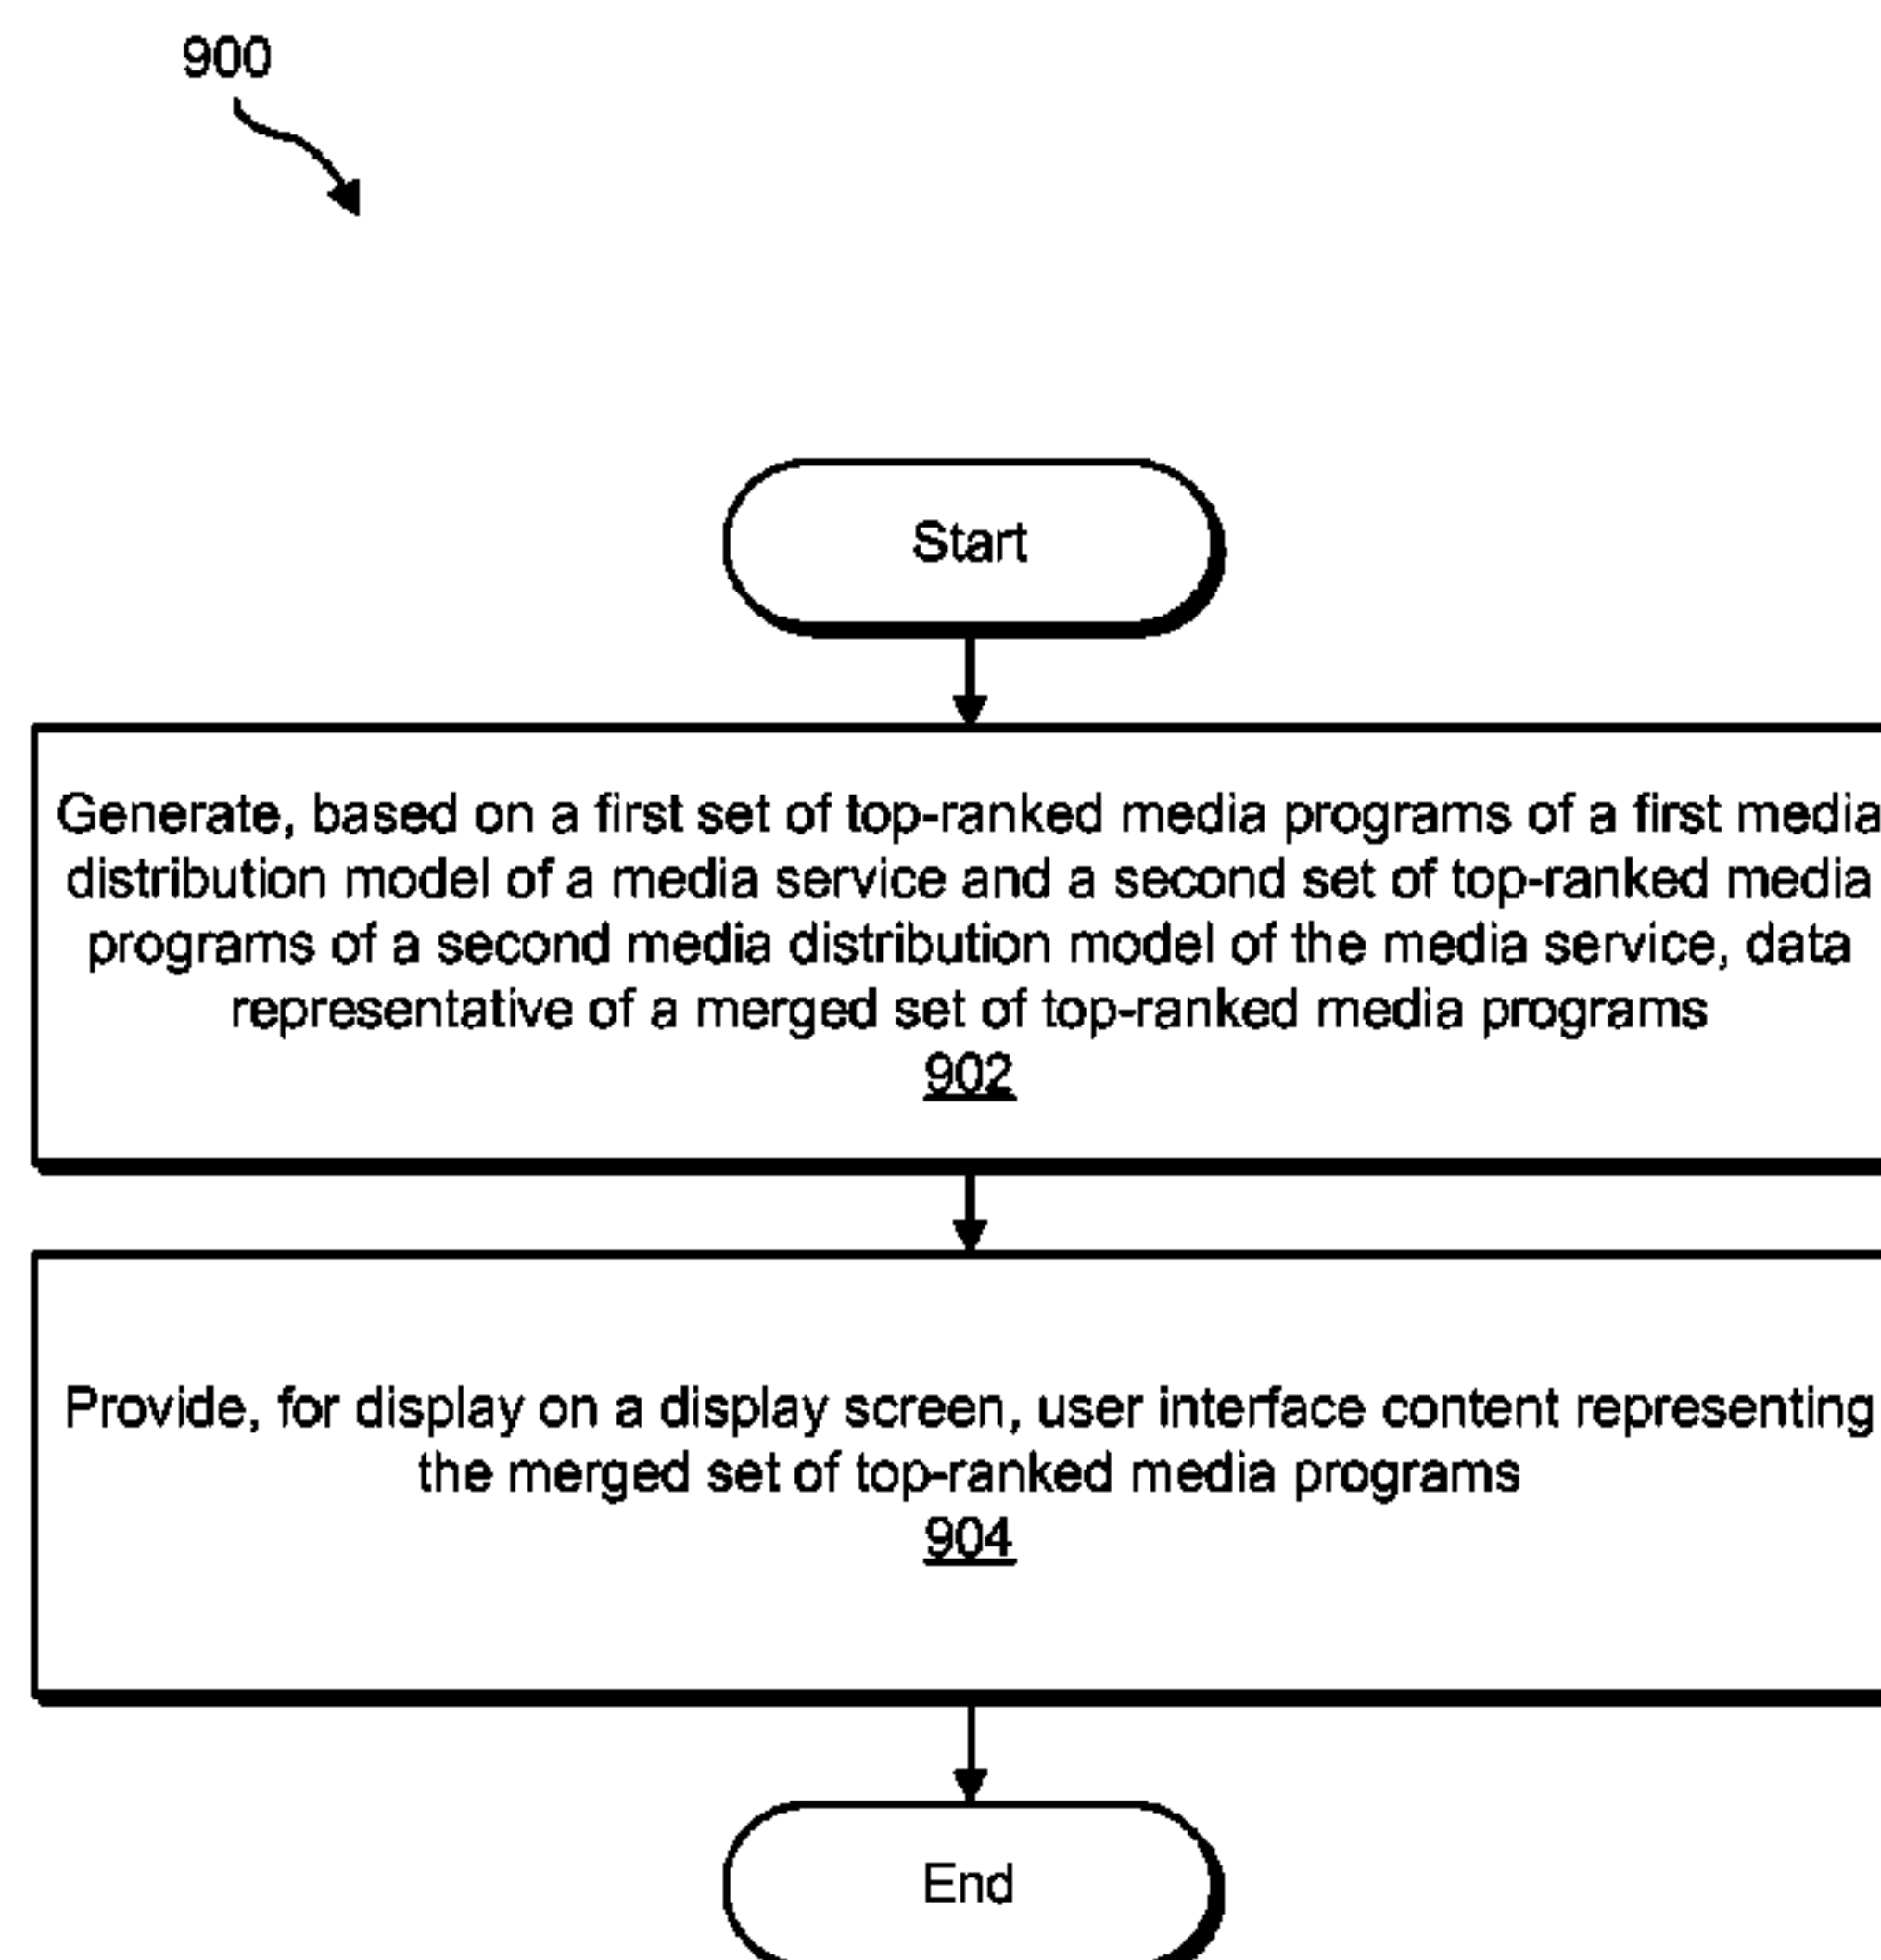 900
Start
Generate, based on a first set of top-ranked media programs of a first media
distribution model of a media service and a second set of top-ranked media
programs of a second media distribution model of the media service, data
representative of a merged set of top-ranked media programs
902
Provide, for display on a display screen, user interface content representing
the merged set of top-ranked media programs
904
End